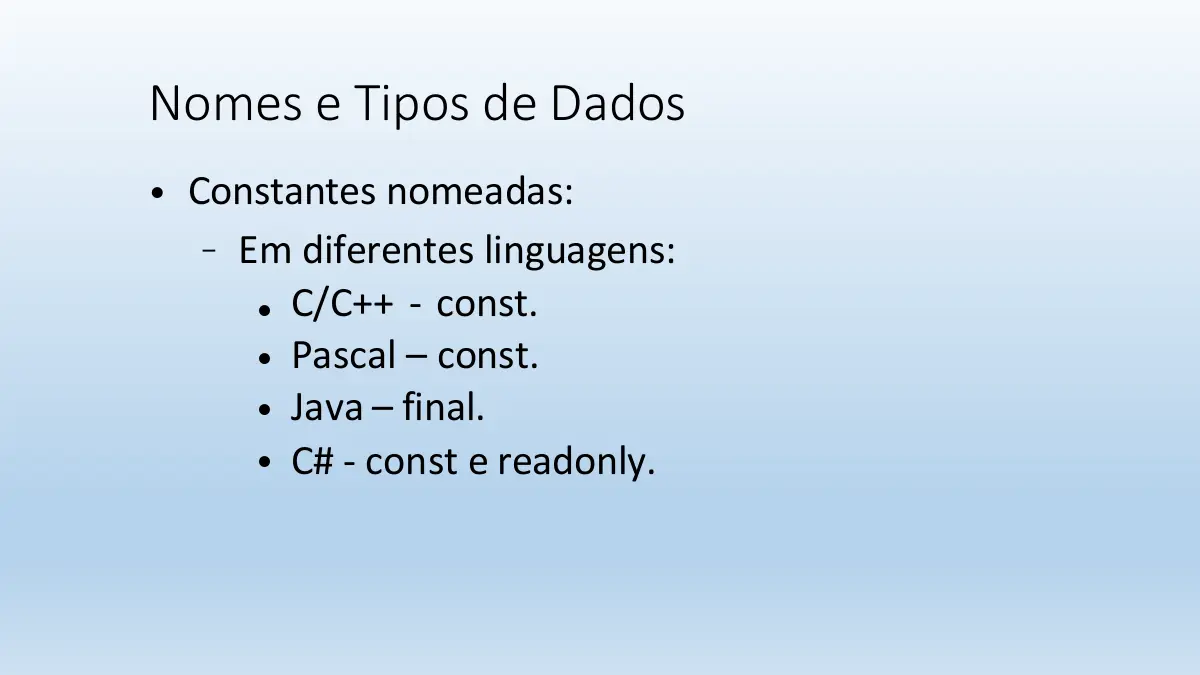 Nomes e Tipos de Dados
• Constantes nomeadas:
– Em diferentes linguagens:
• C/C++ - const.
• Pascal – const.
• Java – final.
• C# - const e readonly.